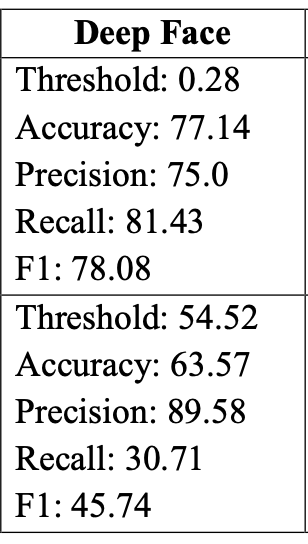 Deep Face
Threshold: 0.28
Accuracy: 77.14
Precision: 75.0
Recall: 81.43
F1: 78.08
Threshold: 54.52
Accuracy: 63.57
Precision: 89.58
Recall: 30.71
F1: 45.74